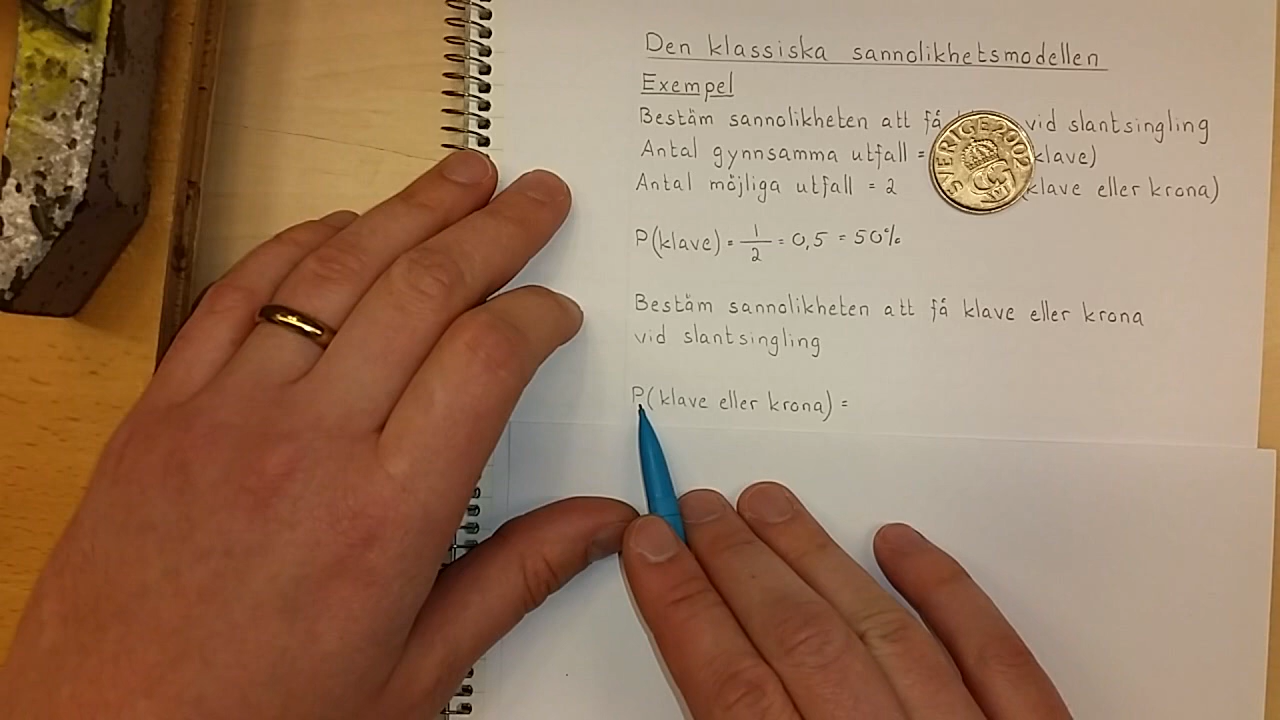 Den klassiska sannolikhetsmodellen
Exempel
Bestäm sannolikheten att få vid slantsingling
Antal gynnsamma utfall = klave)
Antal möjliga utfall = 2 klave eller krona)
SVERIGE 2002
P(klave) = 1/2 = 0,5 = 50%
Bestäm sannolikheten att få klave eller krona
vid slantsingling
P(klave eller krona) =